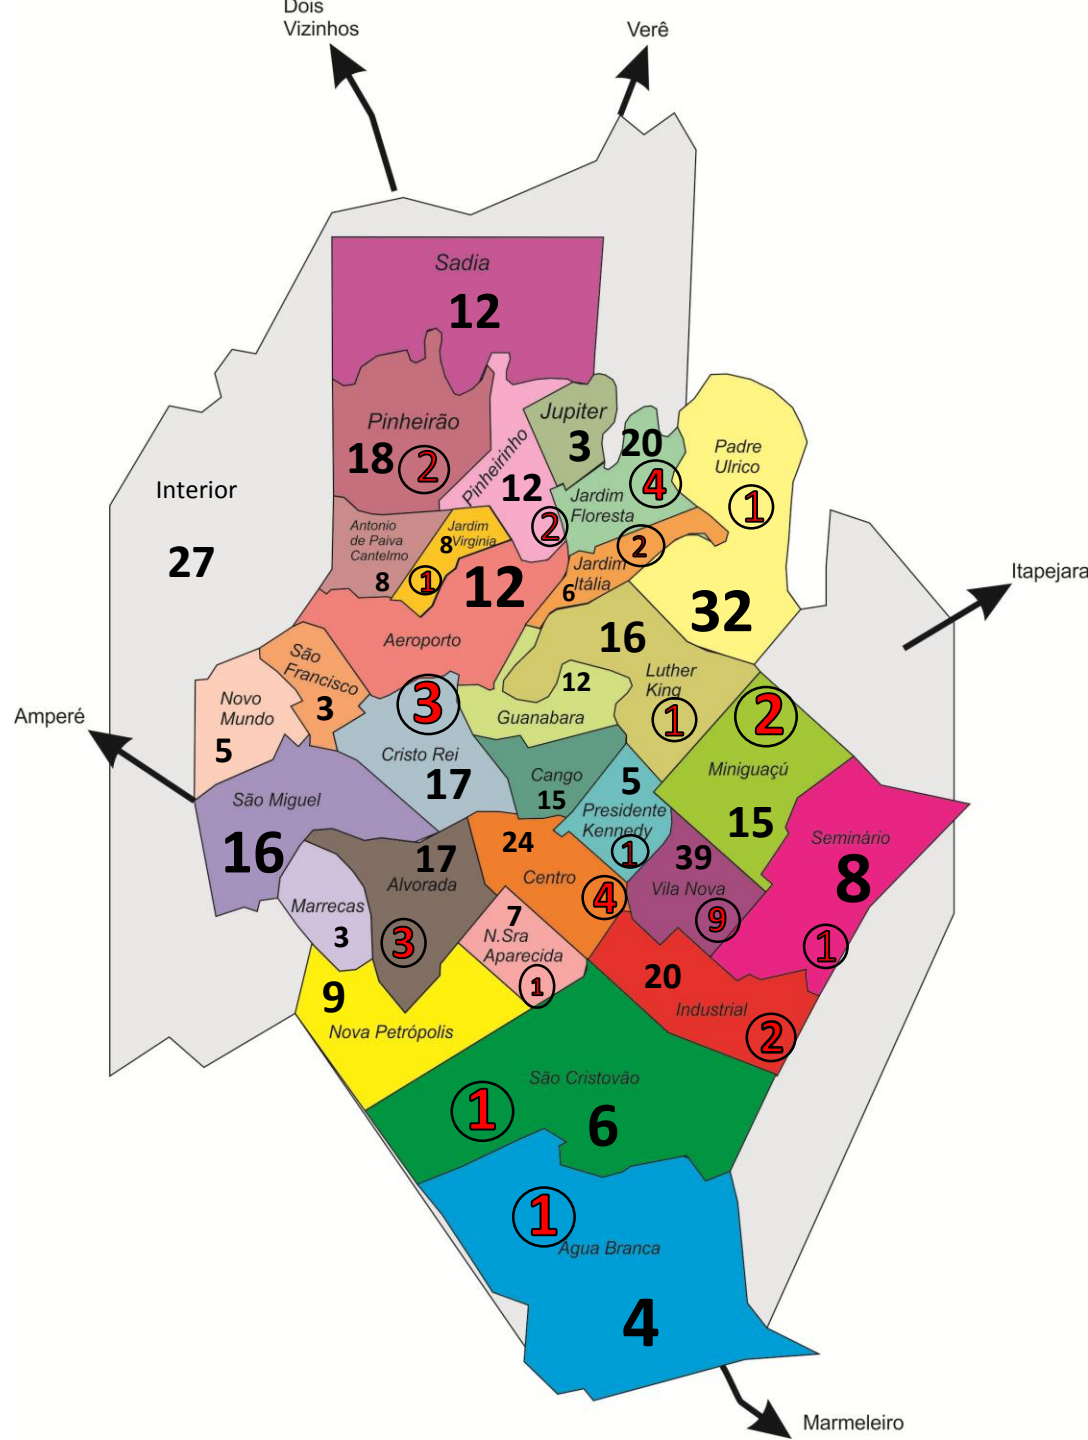 Dois
Vizinhos
Verê
Sadia
12
Pinheirão
18
2
Pinheirinho
12
2
Jupiter
3
20
4
Jardim
Floresta
Padre
Ulrico
1
32
Interior
27
Antonio
de Paiva
Cantelmo
8
Jardim
Virginia
8
1
12
Aeroporto
2
Jardim
Itália
6
Itapejara
16
Luther
King
1
12
Guanabara
São
Francisco
3
Novo
Mundo
5
Amperé
3
Cristo Rei
17
Cango
15
5
Presidente
Kennedy
1
2
Miniguaçú
15
Seminário
8
1
São Miguel
16
17
Alvorada
3
24
Centro
4
39
Vila Nova
9
Marrecas
3
7
N.Sra
Aparecida
1
20
Industrial
2
9
Nova Petrópolis
São Cristovão
1
6
1
Agua Branca
4
Marmeleiro